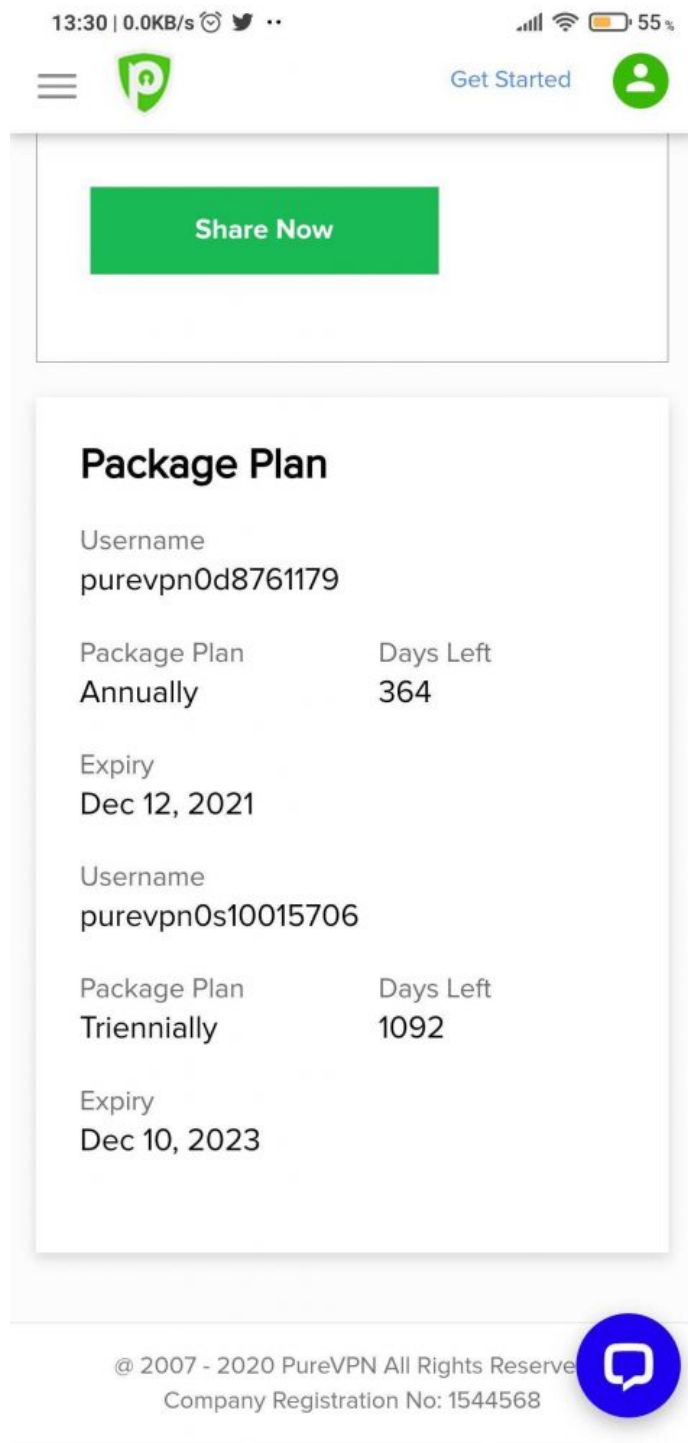 13:30 | 0.0KB/s 55%
Get Started
Share Now
Package Plan
Username
purevpn0d8761179
Package Plan Days Left
Annually 364
Expiry
Dec 12, 2021
Username
purevpn0s10015706
Package Plan Days Left
Triennially 1092
Expiry
Dec 10, 2023
@ 2007 - 2020 PureVPN All Rights Reserve
Company Registration No: 1544568